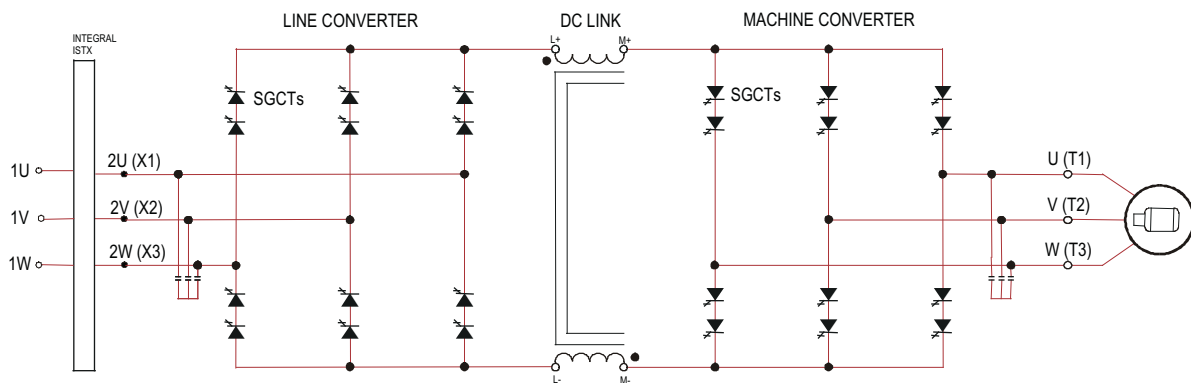 LINE CONVERTER
DC LINK
MACHINE CONVERTER
INTEGRAL
ISTX
L+
M+
SGCTs
SGCTs
1U
2U (X1)
U (T1)
1V
2V (X2)
V (T2)
1W
2W (X3)
W (T3)
L-
M-